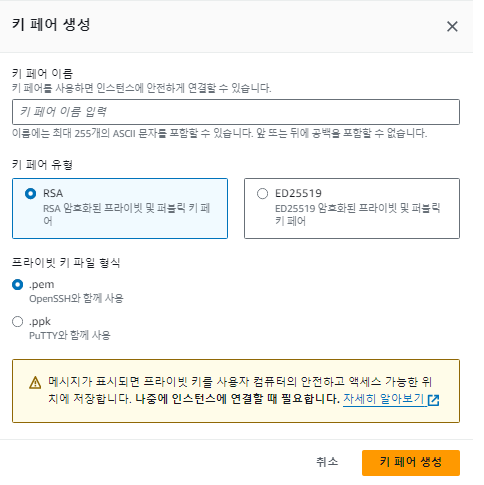 키 페어 생성
키 페어 이름
키 페어를 사용하면 인스턴스에 안전하게 연결할 수 있습니다.
키 페어 이름 입력
이름에는 최대 255개의 ASCII 문자를 포함할 수 있습니다. 앞 또는 뒤에 공백을 포함할 수 없습니다.
키 페어 유형
RSA
RSA 암호화된 프라이빗 및 퍼블릭 키 페
어
ED25519
ED25519 암호화된 프라이빗 및 퍼블릭
키 페어
프라이빗 키 파일 형식
.pem
OpenSSH와 함께 사용
.ppk
PuTTY와 함께 사용
메시지가 표시되면 프라이빗 키를 사용자 컴퓨터의 안전하고 액세스 가능한 위
치에 저장합니다. 나중에 인스턴스에 연결할 때 필요합니다. 자세히 알아보기
취소
키 페어 생성